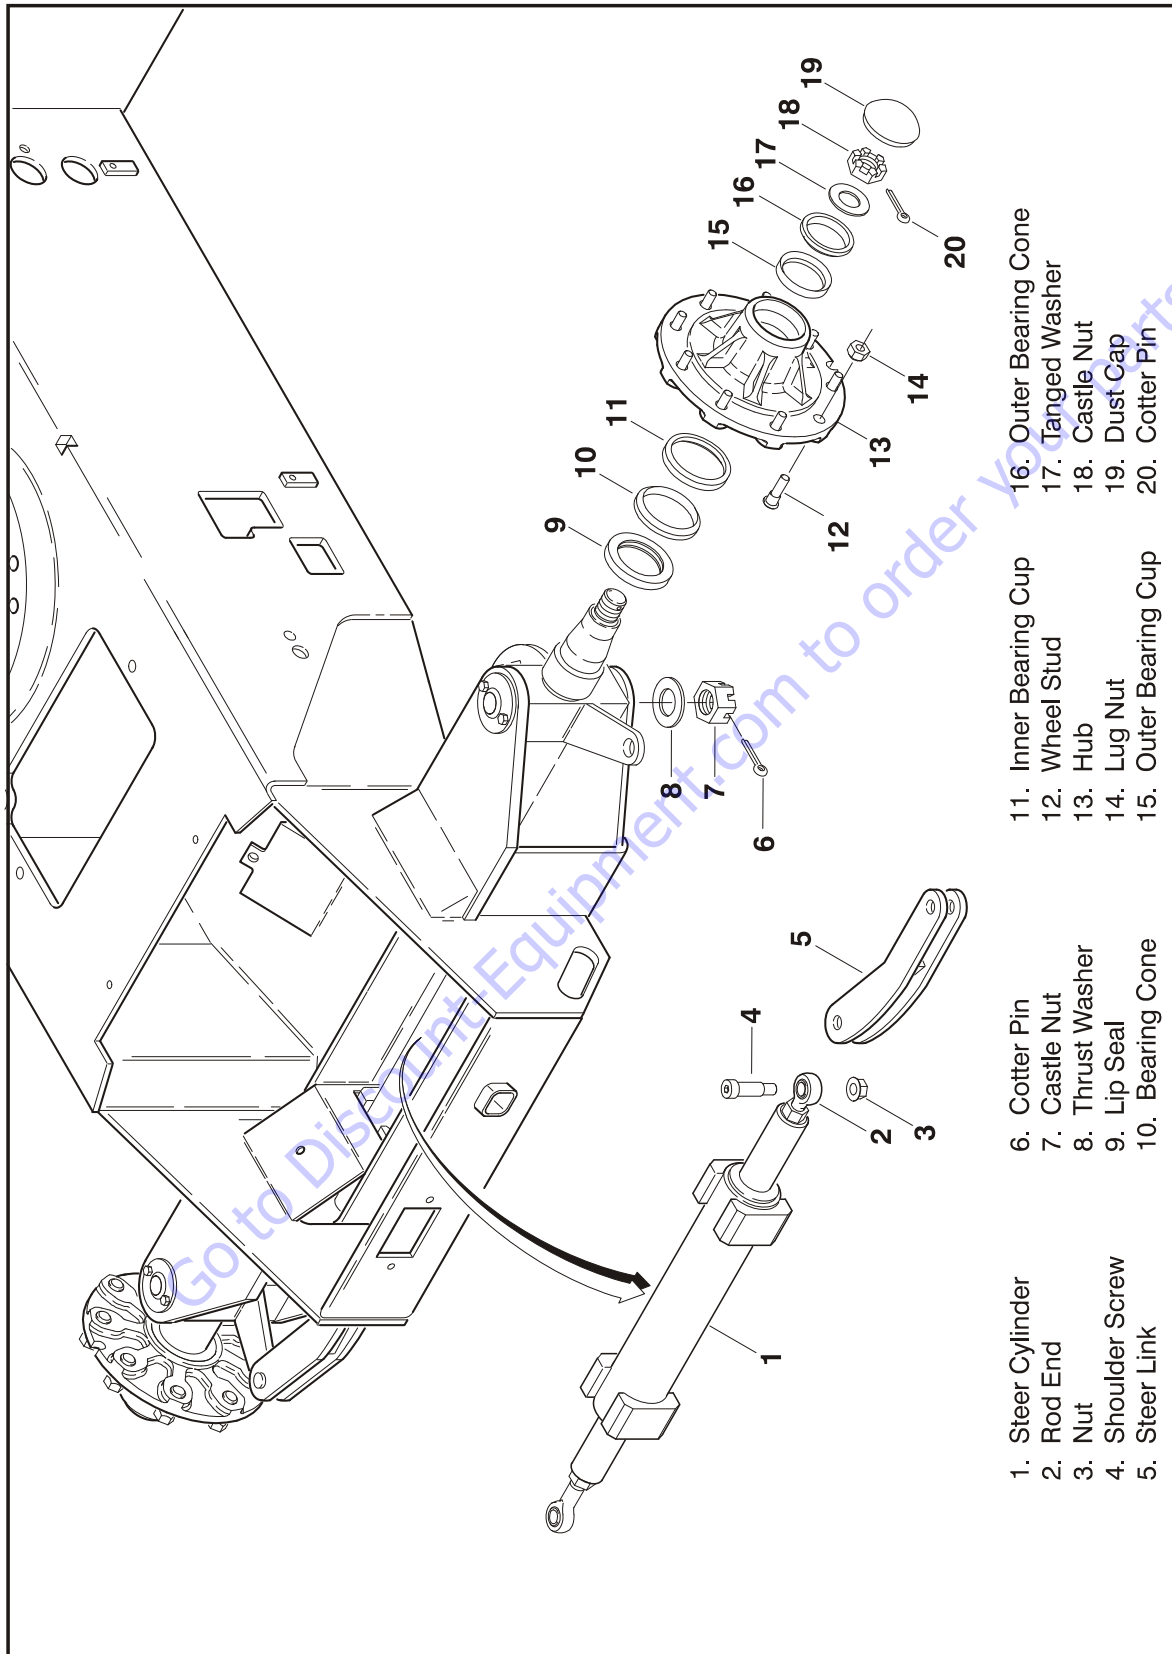 19
18
17
16
15
20
14
13
11
10
9
12
8
7
6
5
4
3
2
1
1. Steer Cylinder
2. Rod End
3. Nut
4. Shoulder Screw
5. Steer Link
6. Cotter Pin
7. Castle Nut
8. Thrust Washer
9. Lip Seal
10. Bearing Cone
11. Inner Bearing Cup
12. Wheel Stud
13. Hub
14. Lug Nut
15. Outer Bearing Cup
16. Outer Bearing Cone
17. Tanged Washer
18. Castle Nut
19. Dust Cap
20. Cotter Pin
Go to Discount-Equipment.com to order your parts